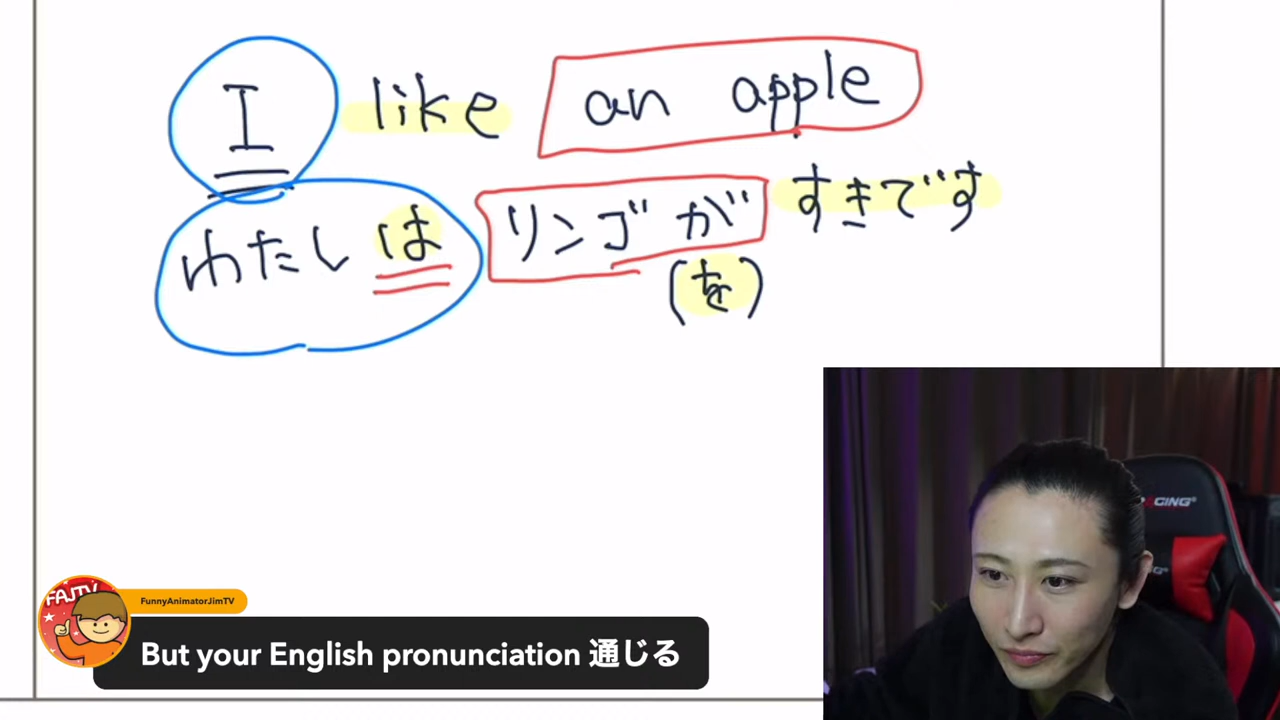 I like an apple
わたしは リンゴが すきです
(を)
RACING
FAJTV
FunnyAnimatorJimTV
But your English pronunciation 通じる